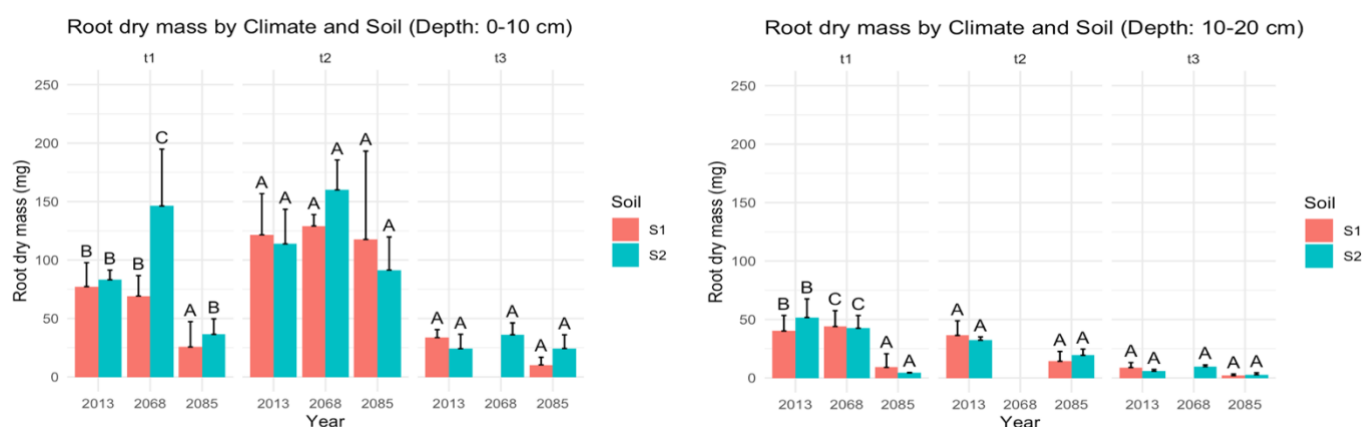 Root dry mass by Climate and Soil (Depth: 0-10 cm)
t1 t2 t3
250
200
150
100
50
0
Root dry mass (mg)
B B B C A B A A A A A A A A A A A
2013 2068 2085 2013 2068 2085 2013 2068 2085
Year
Soil
S1
S2
Root dry mass by Climate and Soil (Depth: 10-20 cm)
t1 t2 t3
250
200
150
100
50
0
Root dry mass (mg)
B B C C A A A A A A A A A A A
2013 2068 2085 2013 2068 2085 2013 2068 2085
Year
Soil
S1
S2